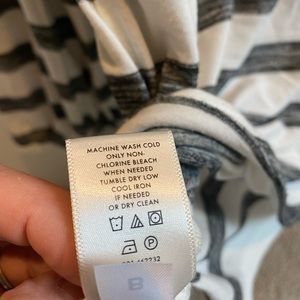 MACHINE WASH COLD
ONLY NON-
CHLORINE BLEACH
WHEN NEEDED
TUMBLE DRY LOW
COOL IRON
IF NEEDED
OR DRY CLEAN
P